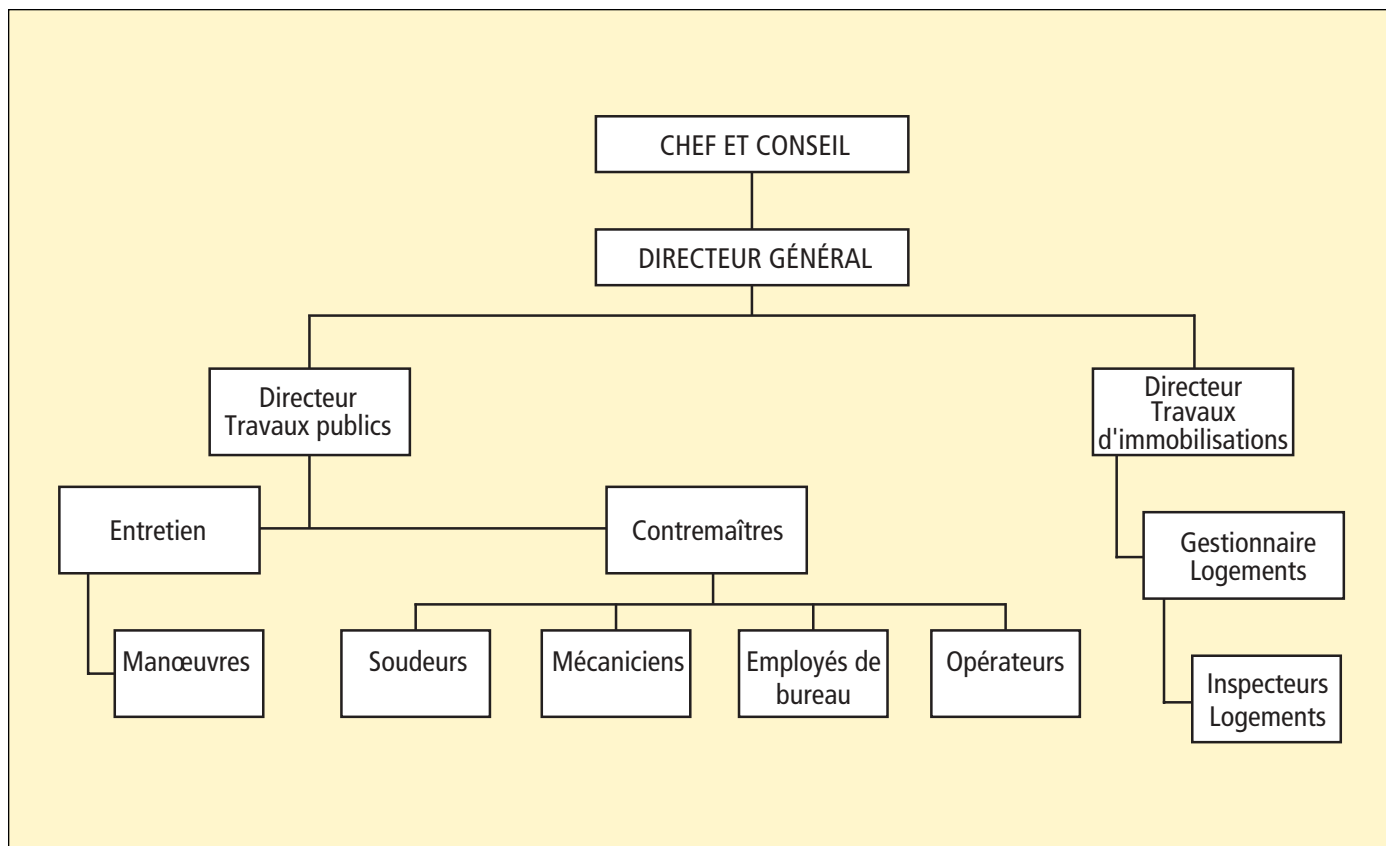 CHEF ET CONSEIL
DIRECTEUR GÉNÉRAL
Directeur
Travaux publics
Directeur
Travaux
d'immobilisations
Entretien
Contremaîtres
Gestionnaire
Logements
Manœuvres
Soudeurs
Mécaniciens
Employés de
bureau
Opérateurs
Inspecteurs
Logements